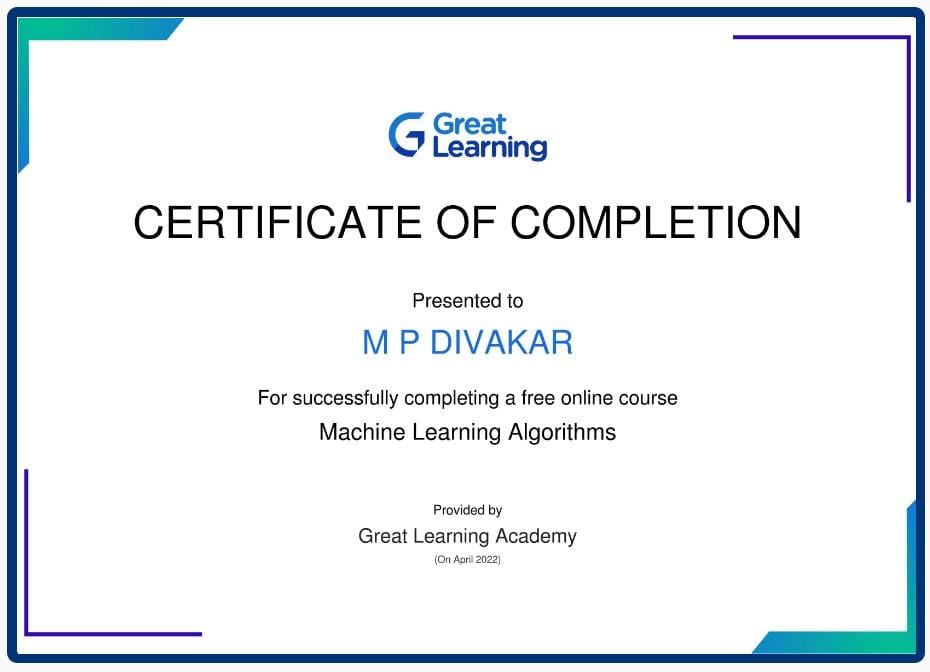 Great
Learning
CERTIFICATE OF COMPLETION
Presented to
M P DIVAKAR
For successfully completing a free online course
Machine Learning Algorithms
Provided by
Great Learning Academy
(On April 2022)